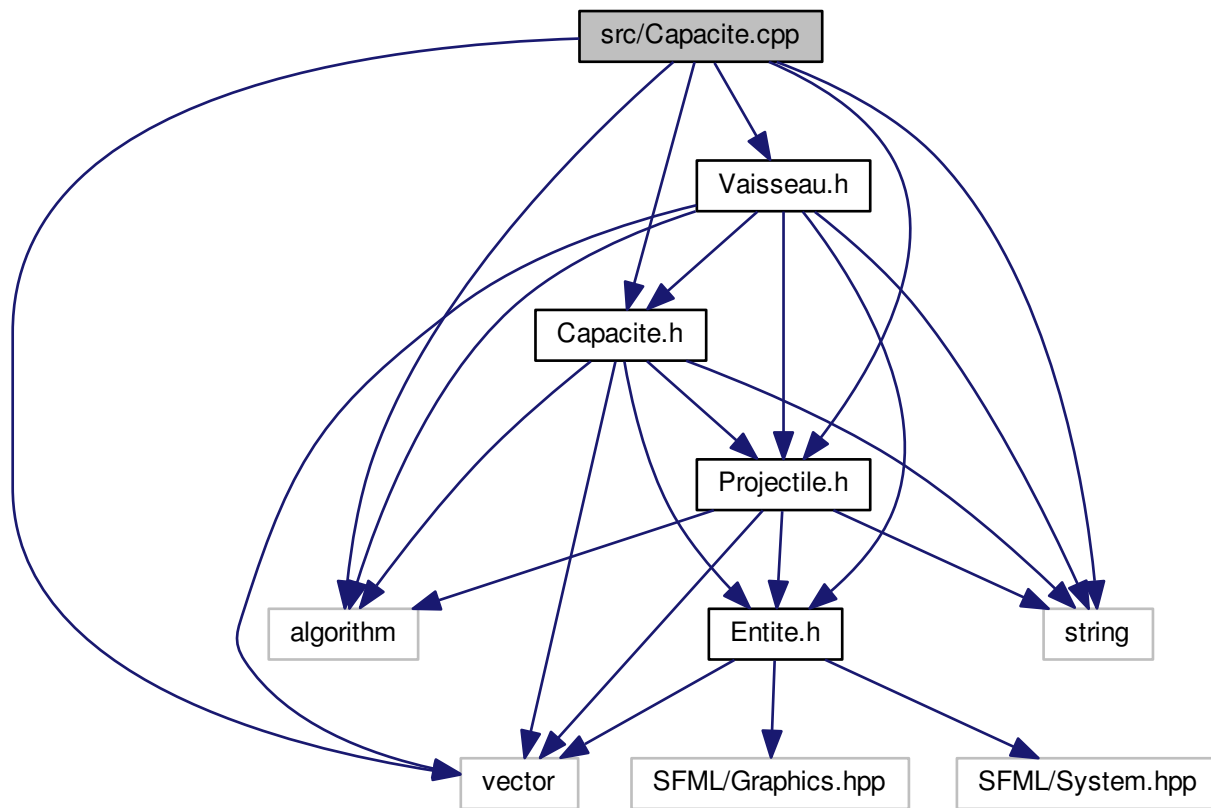 src/Capacite.cpp
Vaisseau.h
Capacite.h
Projectile.h
algorithm
Entite.h
string
vector
SFML/Graphics.hpp
SFML/System.hpp